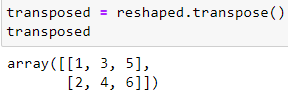 transposed = reshaped.transpose()
transposed
array([[1, 3, 5],
       [2, 4, 6]])